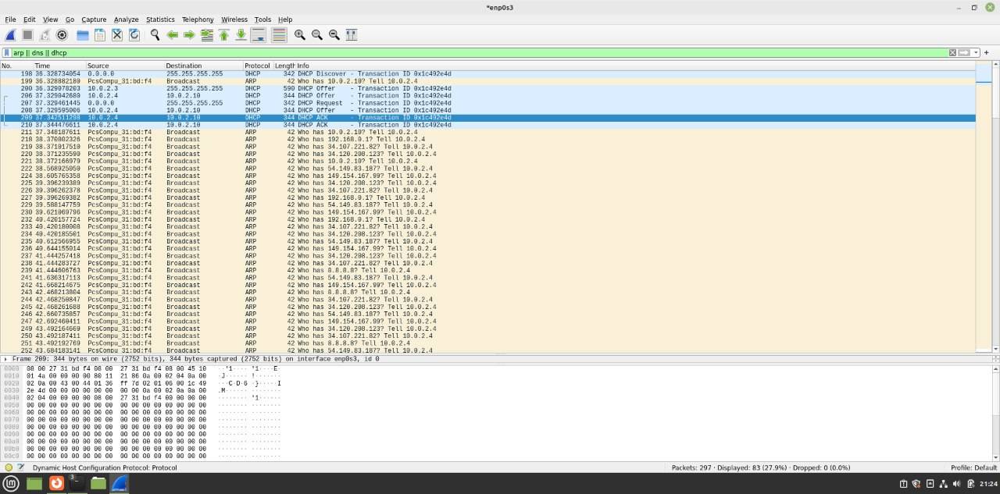 *enp0s3
File Edit View Go Capture Analyze Statistics Telephony Wireless Tools Help
arp || dns || dhcp
No. Time Source Destination Protocol Length Info
198 36.328734054 0.0.0.0 255.255.255.255 DHCP 342 DHCP Discover - Transaction ID 0x1c492e4d
199 36.328882180 PcsCompu_31:bd:f4 Broadcast ARP 42 Who has 10.0.2.10? Tell 10.0.2.4
200 36.329078203 10.0.2.3 255.255.255.255 DHCP 590 DHCP Offer - Transaction ID 0x1c492e4d
206 37.329042680 10.0.2.4 10.0.2.10 DHCP 344 DHCP Offer - Transaction ID 0x1c492e4d
207 37.329461445 0.0.0.0 255.255.255.255 DHCP 342 DHCP Request - Transaction ID 0x1c492e4d
208 37.329595006 10.0.2.4 10.0.2.10 DHCP 344 DHCP Offer - Transaction ID 0x1c492e4d
209 37.342511298 10.0.2.4 10.0.2.10 DHCP 344 DHCP ACK - Transaction ID 0x1c492e4d
210 37.344476611 10.0.2.4 10.0.2.10 DHCP 344 DHCP ACK - Transaction ID 0x1c492e4d
211 37.348187611 PcsCompu_31:bd:f4 Broadcast ARP 42 Who has 10.0.2.10? Tell 10.0.2.4
218 38.370802326 PcsCompu_31:bd:f4 Broadcast ARP 42 Who has 192.168.0.1? Tell 10.0.2.4
219 38.371017510 PcsCompu_31:bd:f4 Broadcast ARP 42 Who has 34.107.221.82? Tell 10.0.2.4
220 38.371235590 PcsCompu_31:bd:f4 Broadcast ARP 42 Who has 34.120.208.123? Tell 10.0.2.4
221 38.372166979 PcsCompu_31:bd:f4 Broadcast ARP 42 Who has 10.0.2.10? Tell 10.0.2.4
222 38.568925050 PcsCompu_31:bd:f4 Broadcast ARP 42 Who has 54.149.83.187? Tell 10.0.2.4
224 38.605765358 PcsCompu_31:bd:f4 Broadcast ARP 42 Who has 149.154.167.99? Tell 10.0.2.4
225 39.396239389 PcsCompu_31:bd:f4 Broadcast ARP 42 Who has 34.120.208.123? Tell 10.0.2.4
226 39.396262378 PcsCompu_31:bd:f4 Broadcast ARP 42 Who has 34.107.221.82? Tell 10.0.2.4
227 39.396269382 PcsCompu_31:bd:f4 Broadcast ARP 42 Who has 192.168.0.1? Tell 10.0.2.4
229 39.588147759 PcsCompu_31:bd:f4 Broadcast ARP 42 Who has 54.149.83.187? Tell 10.0.2.4
230 39.621069796 PcsCompu_31:bd:f4 Broadcast ARP 42 Who has 149.154.167.99? Tell 10.0.2.4
232 40.420157724 PcsCompu_31:bd:f4 Broadcast ARP 42 Who has 192.168.0.1? Tell 10.0.2.4
233 40.420180008 PcsCompu_31:bd:f4 Broadcast ARP 42 Who has 34.107.221.82? Tell 10.0.2.4
234 40.420185501 PcsCompu_31:bd:f4 Broadcast ARP 42 Who has 34.120.208.123? Tell 10.0.2.4
235 40.612566955 PcsCompu_31:bd:f4 Broadcast ARP 42 Who has 54.149.83.187? Tell 10.0.2.4
236 40.644155014 PcsCompu_31:bd:f4 Broadcast ARP 42 Who has 149.154.167.99? Tell 10.0.2.4
237 41.444257418 PcsCompu_31:bd:f4 Broadcast ARP 42 Who has 34.120.208.123? Tell 10.0.2.4
238 41.444283727 PcsCompu_31:bd:f4 Broadcast ARP 42 Who has 34.107.221.82? Tell 10.0.2.4
239 41.444606763 PcsCompu_31:bd:f4 Broadcast ARP 42 Who has 8.8.8.8? Tell 10.0.2.4
241 41.636317113 PcsCompu_31:bd:f4 Broadcast ARP 42 Who has 54.149.83.187? Tell 10.0.2.4
242 41.668214675 PcsCompu_31:bd:f4 Broadcast ARP 42 Who has 149.154.167.99? Tell 10.0.2.4
243 42.468213804 PcsCompu_31:bd:f4 Broadcast ARP 42 Who has 8.8.8.8? Tell 10.0.2.4
244 42.468250847 PcsCompu_31:bd:f4 Broadcast ARP 42 Who has 34.107.221.82? Tell 10.0.2.4
245 42.468261688 PcsCompu_31:bd:f4 Broadcast ARP 42 Who has 34.120.208.123? Tell 10.0.2.4
246 42.660735857 PcsCompu_31:bd:f4 Broadcast ARP 42 Who has 54.149.83.187? Tell 10.0.2.4
247 42.692460411 PcsCompu_31:bd:f4 Broadcast ARP 42 Who has 149.154.167.99? Tell 10.0.2.4
249 43.492164669 PcsCompu_31:bd:f4 Broadcast ARP 42 Who has 34.120.208.123? Tell 10.0.2.4
250 43.492187411 PcsCompu_31:bd:f4 Broadcast ARP 42 Who has 34.107.221.82? Tell 10.0.2.4
251 43.492192769 PcsCompu_31:bd:f4 Broadcast ARP 42 Who has 8.8.8.8? Tell 10.0.2.4
252 43.684183141 PcsCompu_31:bd:f4 Broadcast ARP 42 Who has 54.149.83.187? Tell 10.0.2.4
Frame 209: 344 bytes on wire (2752 bits), 344 bytes captured (2752 bits) on interface enp0s3, id 0
0000 08 00 27 31 bd f4 08 00 27 31 bd f4 08 00 45 10 ··'1···· '1····E·
0010 01 4a 00 00 00 00 80 11 21 86 0a 00 02 04 0a 00 ·J······ !·······
0020 02 0a 00 43 00 44 01 36 ff 7d 02 01 06 00 1c 49 ···C·D·6 ·}·····I
0030 2e 4d 00 00 00 00 00 00 00 00 0a 00 02 0a 0a 00 .M······ ········
0040 02 04 00 00 00 00 08 00 27 31 bd f4 00 00 00 00 ········ '1······
0050 00 00 00 00 00 00 00 00 00 00 00 00 00 00 00 00 ········ ········
0060 00 00 00 00 00 00 00 00 00 00 00 00 00 00 00 00 ········ ········
0070 00 00 00 00 00 00 00 00 00 00 00 00 00 00 00 00 ········ ········
0080 00 00 00 00 00 00 00 00 00 00 00 00 00 00 00 00 ········ ········
0090 00 00 00 00 00 00 00 00 00 00 00 00 00 00 00 00 ········ ········
00a0 00 00 00 00 00 00 00 00 00 00 00 00 00 00 00 00 ········ ········
00b0 00 00 00 00 00 00 00 00 00 00 00 00 00 00 00 00 ········ ········
00c0 00 00 00 00 00 00 00 00 00 00 00 00 00 00 00 00 ········ ········
Dynamic Host Configuration Protocol: Protocol Packets: 297 · Displayed: 83 (27.9%) · Dropped: 0 (0.0%) Profile: Default
3 21:24